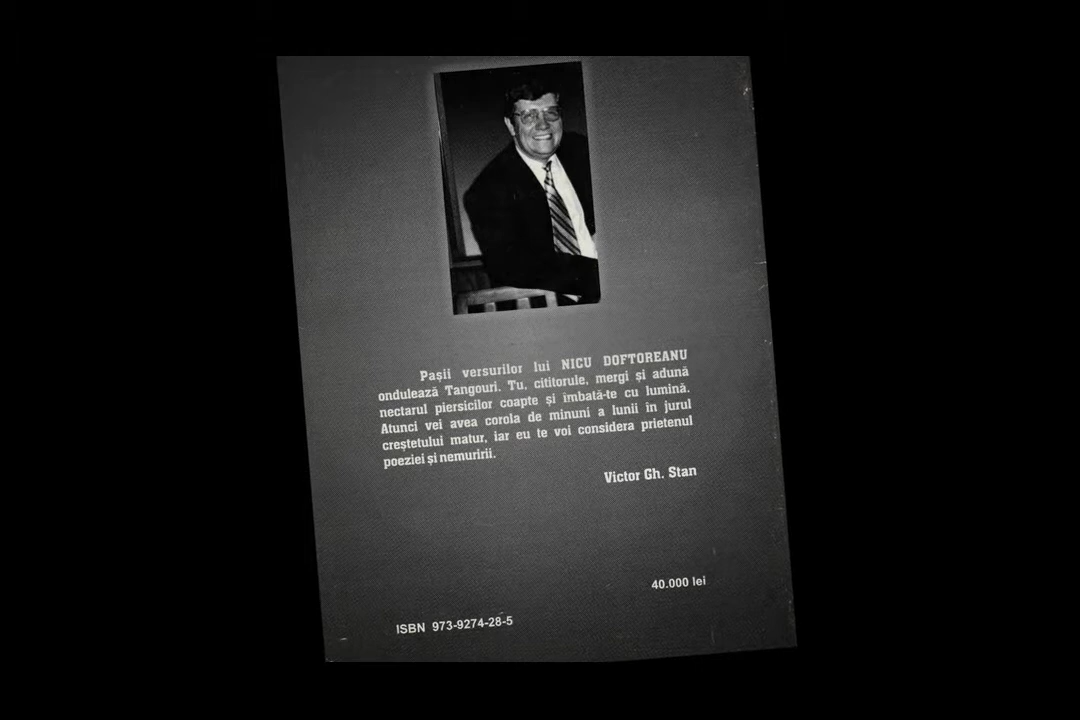 Pașii versurilor lui NICU DOFTOREANU
ondulează Tangouri. Tu, cititorule, mergi și adună
nectarul piersicilor coapte și imbată-te cu lumină.
Atunci vei avea corola de minuni a lunii in jurul
creștetului matur, iar eu te voi considera prietenul
poeziei și nemuririi.
Victor Gh. Stan
40.000 lei
ISBN 973-9274-28-5